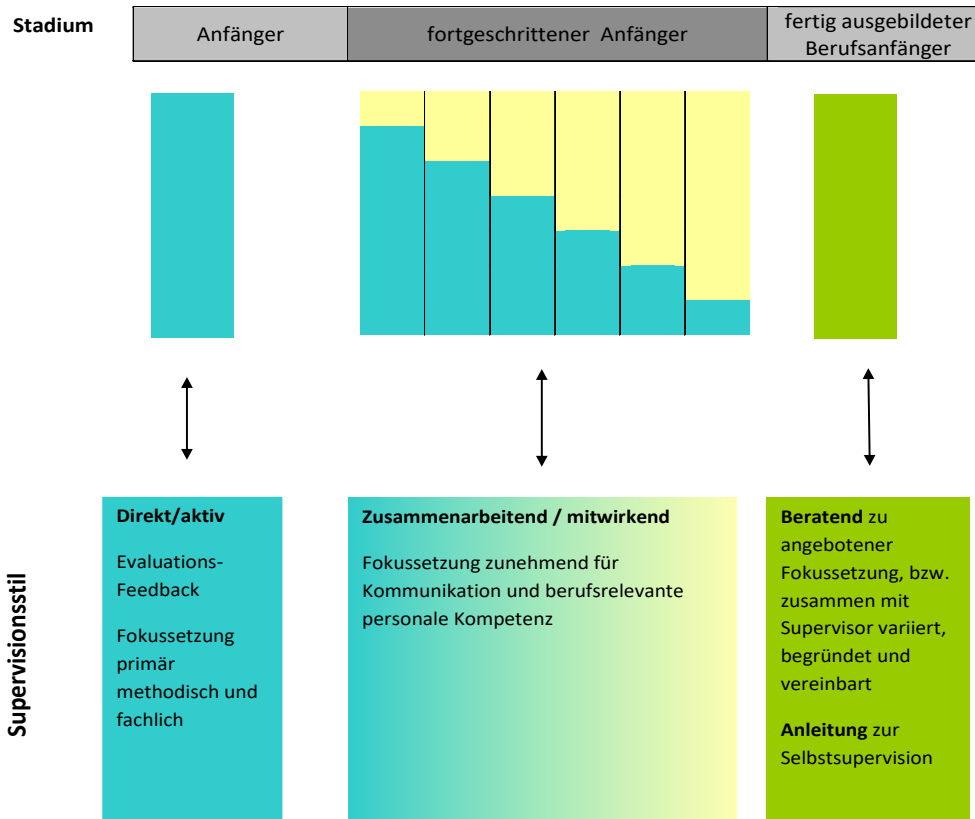 Stadium
Anfänger
fortgeschrittener Anfänger
fertig ausgebildeter
Berufsanfänger
Supervisionsstil
Direkt/aktiv
Evaluations-
Feedback
Fokussetzung
primär
methodisch und
fachlich
Zusammenarbeitend / mitwirkend
Fokussetzung zunehmend für
Kommunikation und berufsrelevante
personale Kompetenz
Beratend zu
angebotener
Fokussetzung, bzw.
zusammen mit
Supervisor variiert,
begründet und
vereinbart
Anleitung zur
Selbstsupervision